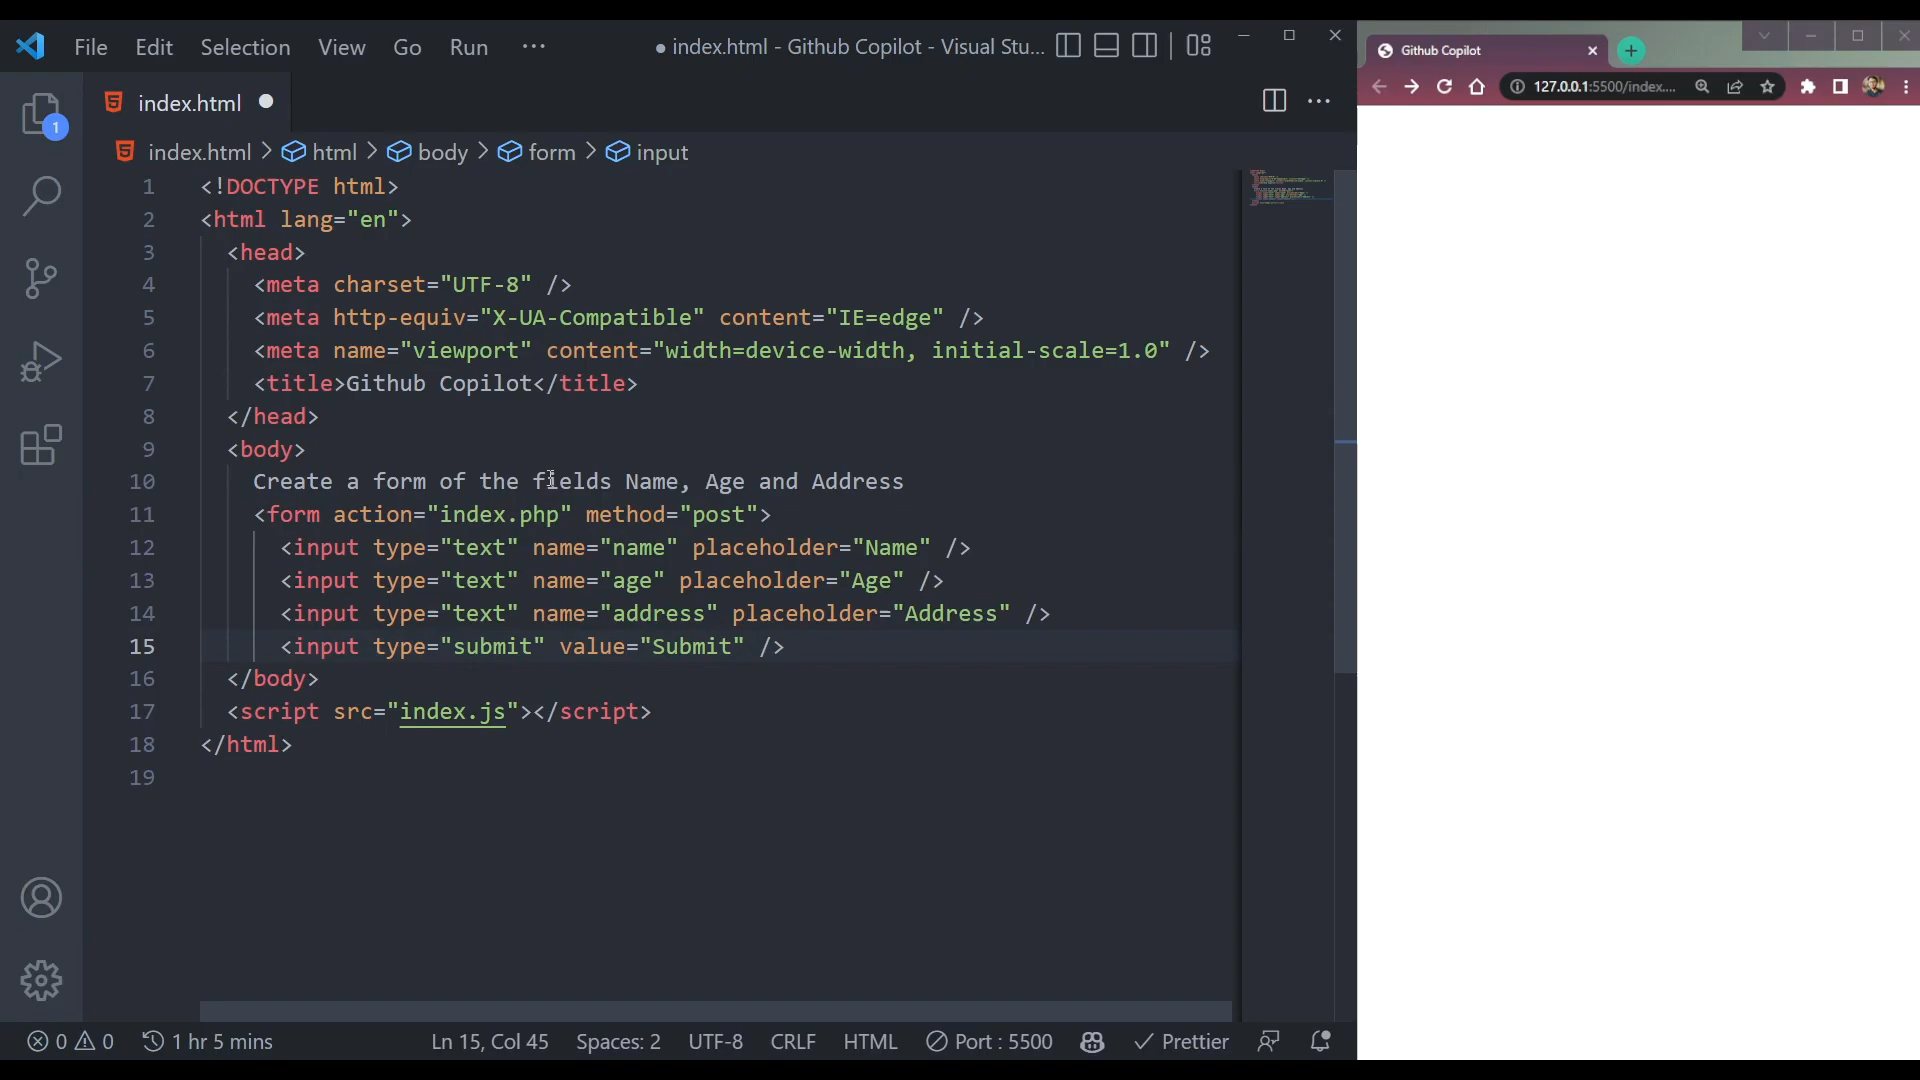 File Edit Selection View Go Run ···
● index.html - Github Copilot - Visual Stu...
Github Copilot
127.0.0.1:5500/index....
index.html
1
index.html > html > body > form > input
1 <!DOCTYPE html>
2 <html lang="en">
3 <head>
4 <meta charset="UTF-8" />
5 <meta http-equiv="X-UA-Compatible" content="IE=edge" />
6 <meta name="viewport" content="width=device-width, initial-scale=1.0" />
7 <title>Github Copilot</title>
8 </head>
9 <body>
10 Create a form of the fields Name, Age and Address
11 <form action="index.php" method="post">
12 <input type="text" name="name" placeholder="Name" />
13 <input type="text" name="age" placeholder="Age" />
14 <input type="text" name="address" placeholder="Address" />
15 <input type="submit" value="Submit" />
16 </body>
17 <script src="index.js"></script>
18 </html>
19
0 0 1 hr 5 mins Ln 15, Col 45 Spaces: 2 UTF-8 CRLF HTML Port : 5500 Prettier